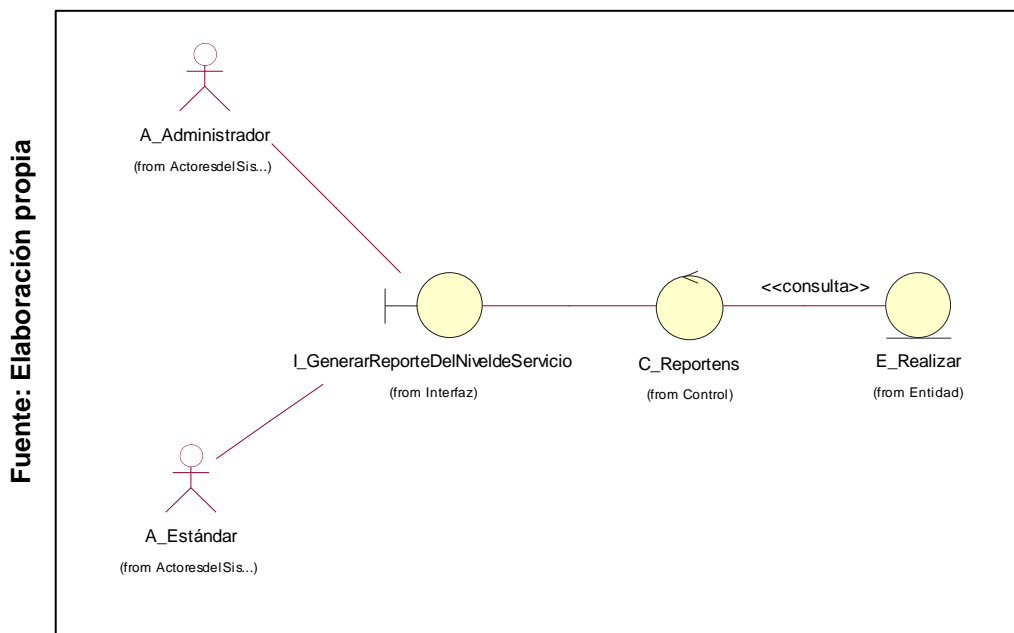 Fuente: Elaboración propia
A_Administrador
(from ActoresdelSis...)
<<consulta>>
I_GenerarReporteDelNiveldeServicio
(from Interfaz)
C_Reportens
(from Control)
E_Realizar
(from Entidad)
A_Estándar
(from ActoresdelSis...)